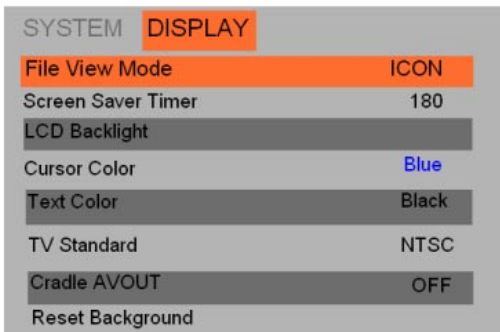 SYSTEM DISPLAY
File View Mode ICON
Screen Saver Timer 180
LCD Backlight
Cursor Color Blue
Text Color Black
TV Standard NTSC
Cradle AVOUT OFF
Reset Background